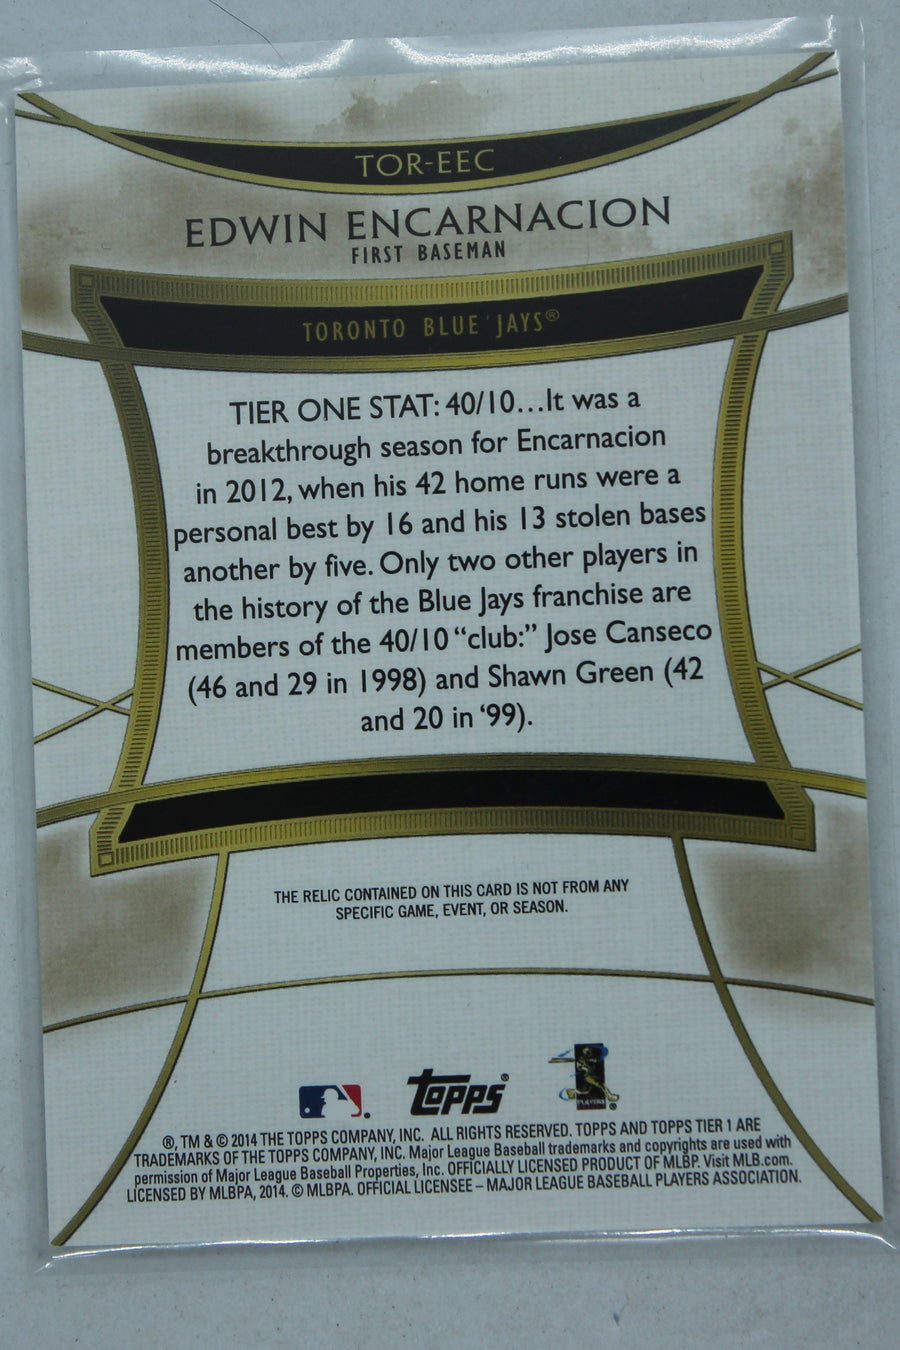 TOR-EEC
EDWIN ENCARNACION
FIRST BASEMAN
TORONTO BLUE JAYS®
TIER ONE STAT: 40/10...It was a
breakthrough season for Encarnacion
in 2012, when his 42 home runs were a
personal best by 16 and his 13 stolen bases
another by five. Only two other players in
the history of the Blue Jays franchise are
members of the 40/10 “club:” Jose Canseco
(46 and 29 in 1998) and Shawn Green (42
and 20 in ‘99).
THE RELIC CONTAINED ON THIS CARD IS NOT FROM ANY
SPECIFIC GAME, EVENT, OR SEASON.
Topps®
PLAYERS
®, TM & © 2014 THE TOPPS COMPANY, INC. ALL RIGHTS RESERVED. TOPPS AND TOPPS TIER 1 ARE
TRADEMARKS OF THE TOPPS COMPANY, INC. Major League Baseball trademarks and copyrights are used with
permission of Major League Baseball Properties, Inc. OFFICIALLY LICENSED PRODUCT OF MLBP. Visit MLB.com.
LICENSED BY MLBPA, 2014. © MLBPA. OFFICIAL LICENSEE – MAJOR LEAGUE BASEBALL PLAYERS ASSOCIATION.